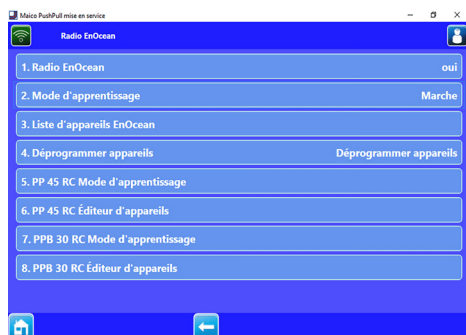 Maico PushPull mise en service
Radio EnOcean
1. Radio EnOcean oui
2. Mode d'apprentissage Marche
3. Liste d'appareils EnOcean
4. Déprogrammer appareils Déprogrammer appareils
5. PP 45 RC Mode d'apprentissage
6. PP 45 RC Éditeur d'appareils
7. PPB 30 RC Mode d'apprentissage
8. PPB 30 RC Éditeur d'appareils